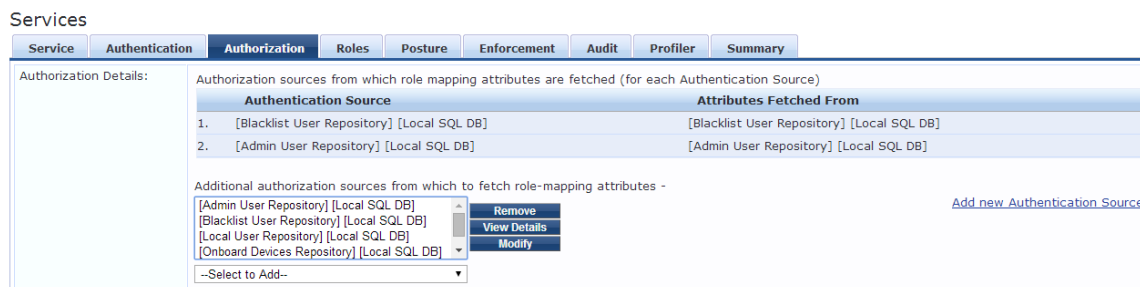 Services
Service Authentication Authorization Roles Posture Enforcement Audit Profiler Summary
Authorization Details:
Authorization sources from which role mapping attributes are fetched (for each Authentication Source)
Authentication Source Attributes Fetched From
1. [Blacklist User Repository] [Local SQL DB] [Blacklist User Repository] [Local SQL DB]
2. [Admin User Repository] [Local SQL DB] [Admin User Repository] [Local SQL DB]
Additional authorization sources from which to fetch role-mapping attributes -
[Admin User Repository] [Local SQL DB]
[Blacklist User Repository] [Local SQL DB]
[Local User Repository] [Local SQL DB]
[Onboard Devices Repository] [Local SQL DB]
Remove
View Details
Modify
Add new Authentication Source
--Select to Add--